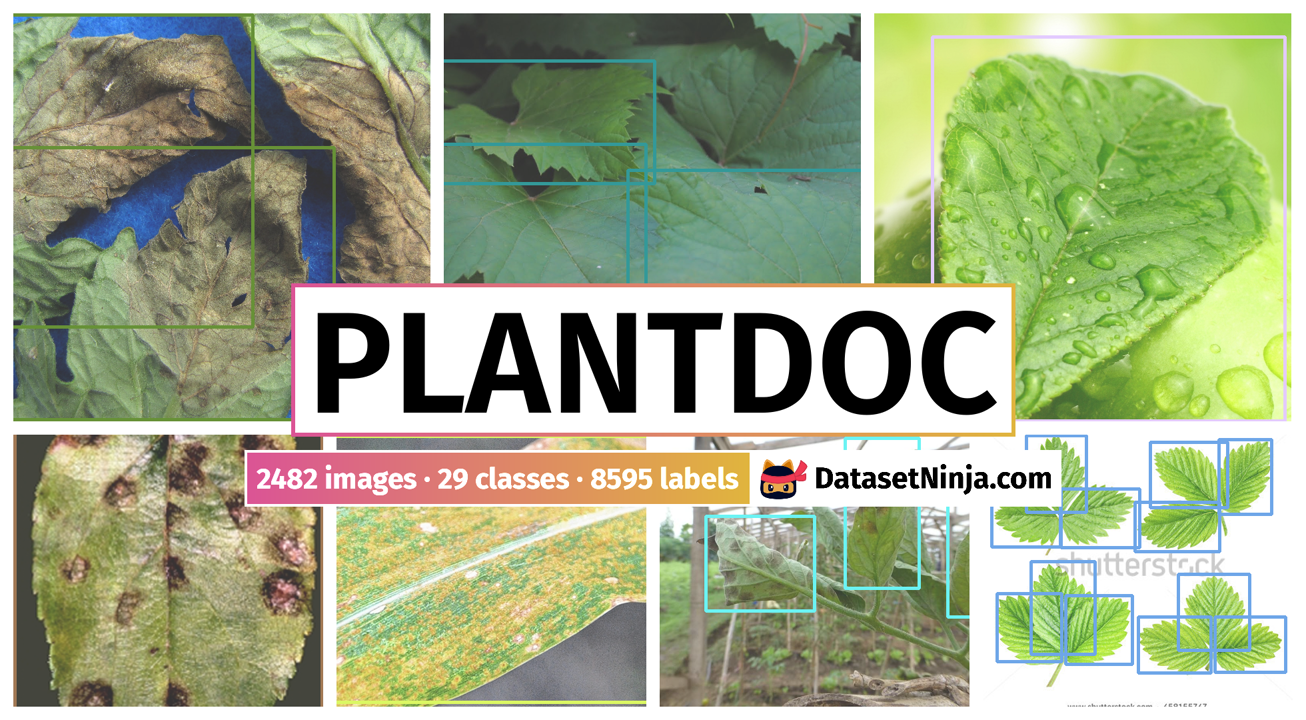 PLANTDOC
2482 images · 29 classes · 8595 labels
DatasetNinja.com
shutterstock